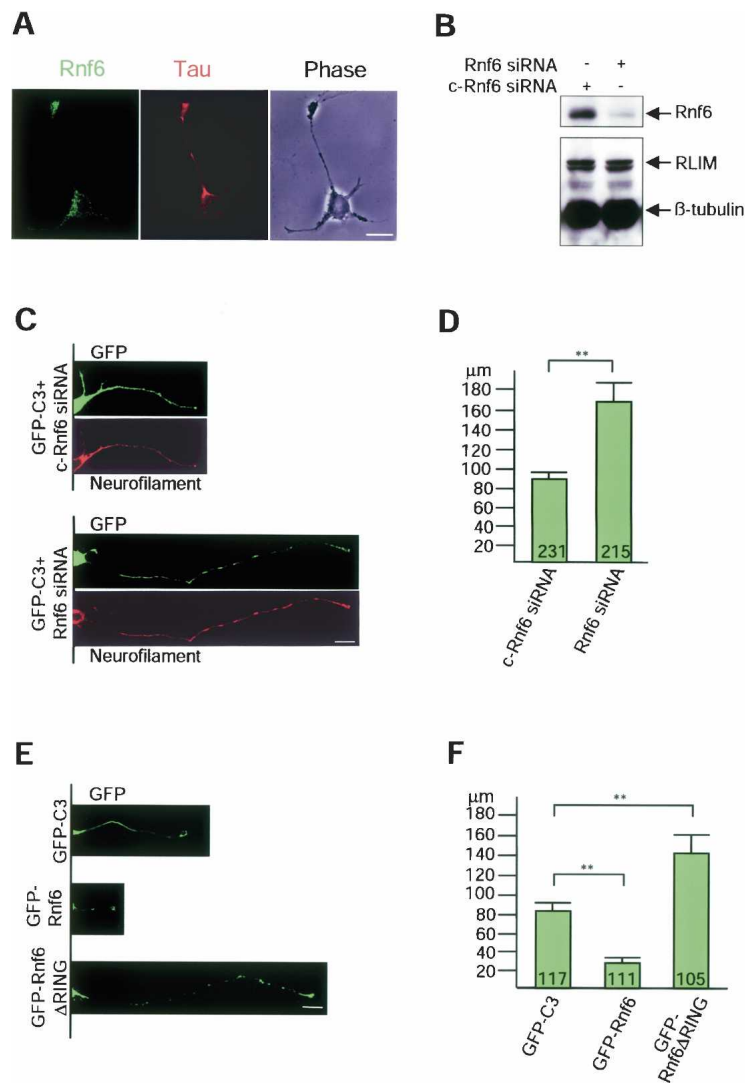 A
Rnf6 Tau Phase
B
Rnf6 siRNA - +
c-Rnf6 siRNA + -
Rnf6
RLIM
ß-tubulin
C
GFP
GFP-C3+
c-Rnf6 siRNA
Neurofilament
GFP
GFP-C3+
Rnf6 siRNA
Neurofilament
D
**
µm
180
160
140
120
100
80
60
40
20
231 215
c-Rnf6 siRNA
Rnf6 siRNA
E
GFP
GFP-C3
GFP-
Rnf6
GFP-Rnf6
ΔRING
F
**
µm
180
160
140
120
100
80
60
40
20
**
117 111 105
GFP-C3
GFP-Rnf6
GFP-
Rnf6ΔRING